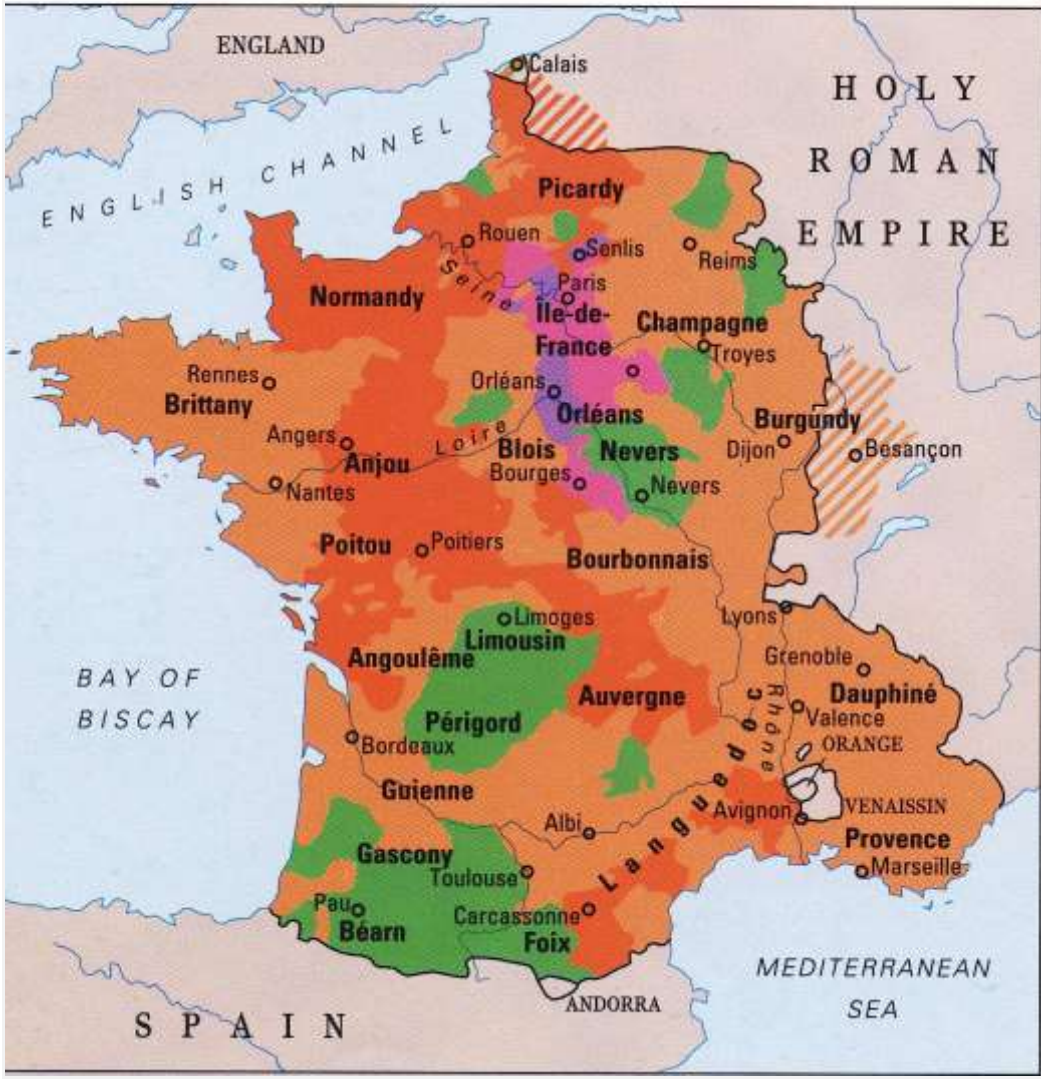 ENGLAND
Calais
HOLY
ROMAN
EMPIRE
ENGLISH CHANNEL
Picardy
Rouen
Senlis
Reims
Seine
Paris
Normandy
Île-de-
France
Champagne
Troyes
Rennes
Brittany
Orléans
Orléans
Burgundy
Angers
Loire
Blois
Nevers
Dijon
Besançon
Anjou
Bourges
Nantes
Nevers
Poitou
Poitiers
Bourbonnais
Limoges
Lyons
Limousin
Angoulême
Grenoble
BAY OF
BISCAY
Auvergne
Dauphiné
Périgord
Rhône
Valence
Bordeaux
ORANGE
Guienne
Languedoc
Avignon
VENAISSIN
Albi
Provence
Gascony
Toulouse
Marseille
Pau
Carcassonne
Béarn
Foix
MEDITERRANEAN
SEA
ANDORRA
SPAIN